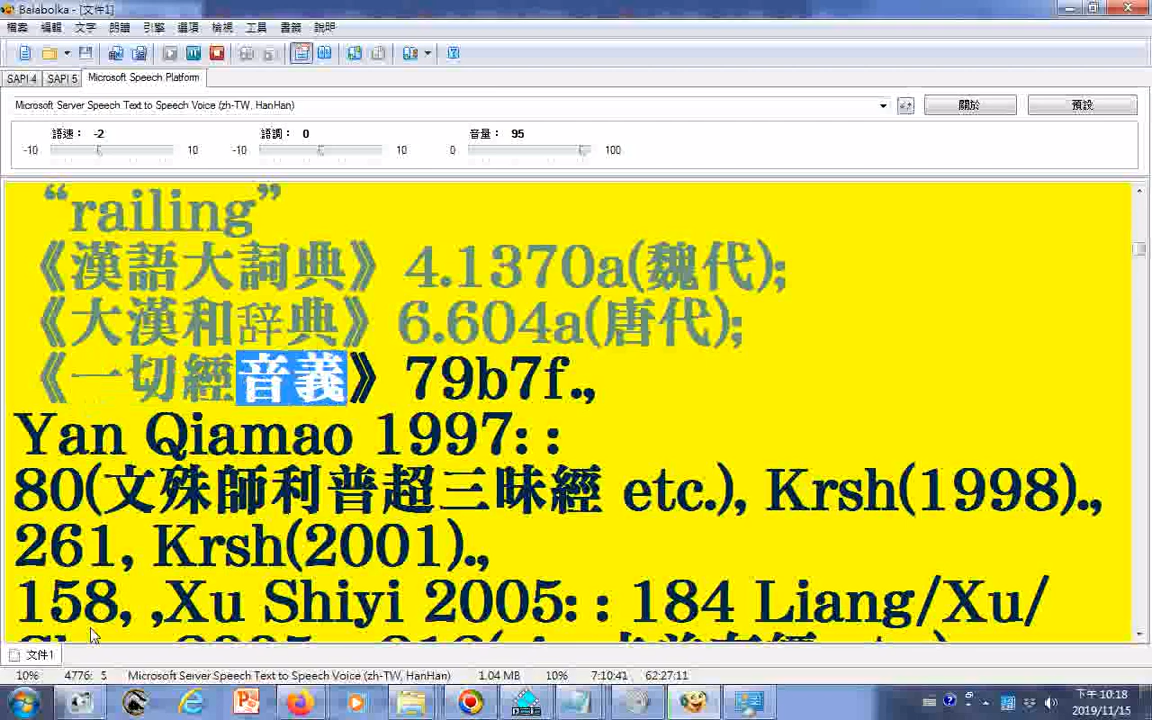 Balabolka - [文件1]
檔案 編輯 文字 朗讀 引擎 選項 檢視 工具 書籤 說明
SAPI 4 SAPI 5 Microsoft Speech Platform
Microsoft Server Speech Text to Speech Voice (zh-TW, HanHan) 關於 預設
語速： -2 語調： 0 音量： 95
-10 10 -10 10 0 100
“railing”
《漢語大詞典》 4.1370a(魏代);
《大漢和辞典》 6.604a(唐代);
《一切經音義》 79b7f.,
Yan Qiamao 1997: :
80(文殊師利普超三昧經 etc.), Krsh(1998).,
261, Krsh(2001).,
158, ,Xu Shiyi 2005: : 184 Liang/Xu/
文件1
10% 4776: S Microsoft Server Speech Text to Speech Voice (zh-TW, HanHan) 1.04 MB 10% 7:10:41 62:27:11
下午 10:18
2019/11/15